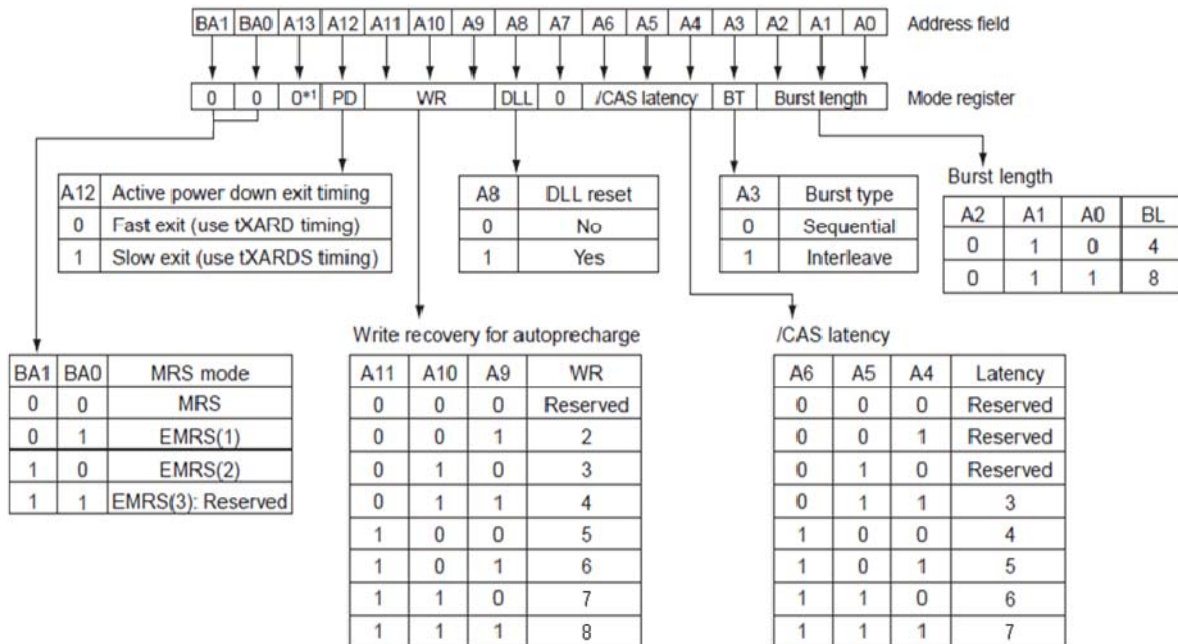 BA1 BA0 A13 A12 A11 A10 A9 A8 A7 A6 A5 A4 A3 A2 A1 A0 Address field
0 0 0*1 PD WR DLL 0 /CAS latency BT Burst length Mode register
A12 Active power down exit timing
0 Fast exit (use tXARD timing)
1 Slow exit (use tXARDS timing)
A8 DLL reset
0 No
1 Yes
A3 Burst type
0 Sequential
1 Interleave
Burst length
A2 A1 A0 BL
0 1 0 4
0 1 1 8
BA1 BA0 MRS mode
0 0 MRS
0 1 EMRS(1)
1 0 EMRS(2)
1 1 EMRS(3): Reserved
Write recovery for autoprecharge
A11 A10 A9 WR
0 0 0 Reserved
0 0 1 2
0 1 0 3
0 1 1 4
1 0 0 5
1 0 1 6
1 1 0 7
1 1 1 8
/CAS latency
A6 A5 A4 Latency
0 0 0 Reserved
0 0 1 Reserved
0 1 0 Reserved
0 1 1 3
1 0 0 4
1 0 1 5
1 1 0 6
1 1 1 7